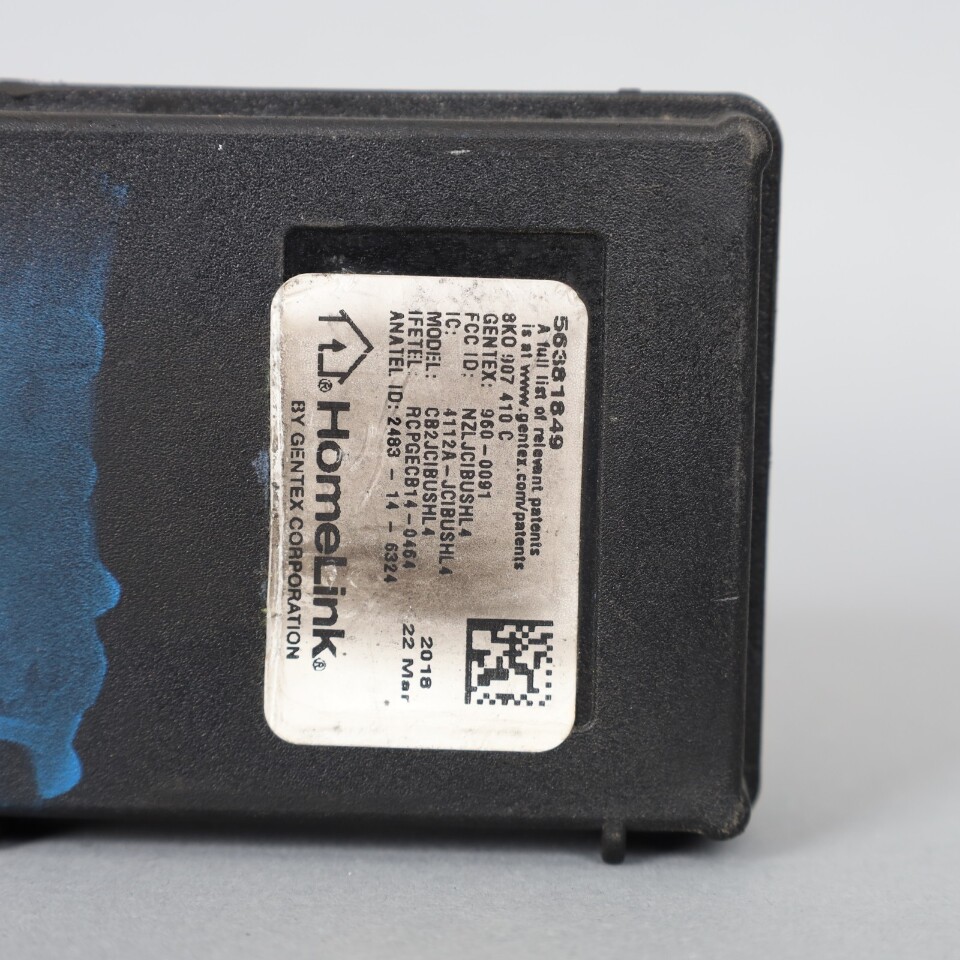 56381849
A full list of relevant patents
is at www.gentex.com/patents
8K0 907 410 C
GENTEX: 960-0091
FCC ID: NZLJCIBUSHL4
IC: 4112A-JCIBUSHL4
MODEL: CB2JCIBUSHL4
IFETEL: RCPGECB14-0464
ANATEL ID: 2483-14-6324
2018
22 Mar
HomeLink®
BY GENTEX CORPORATION